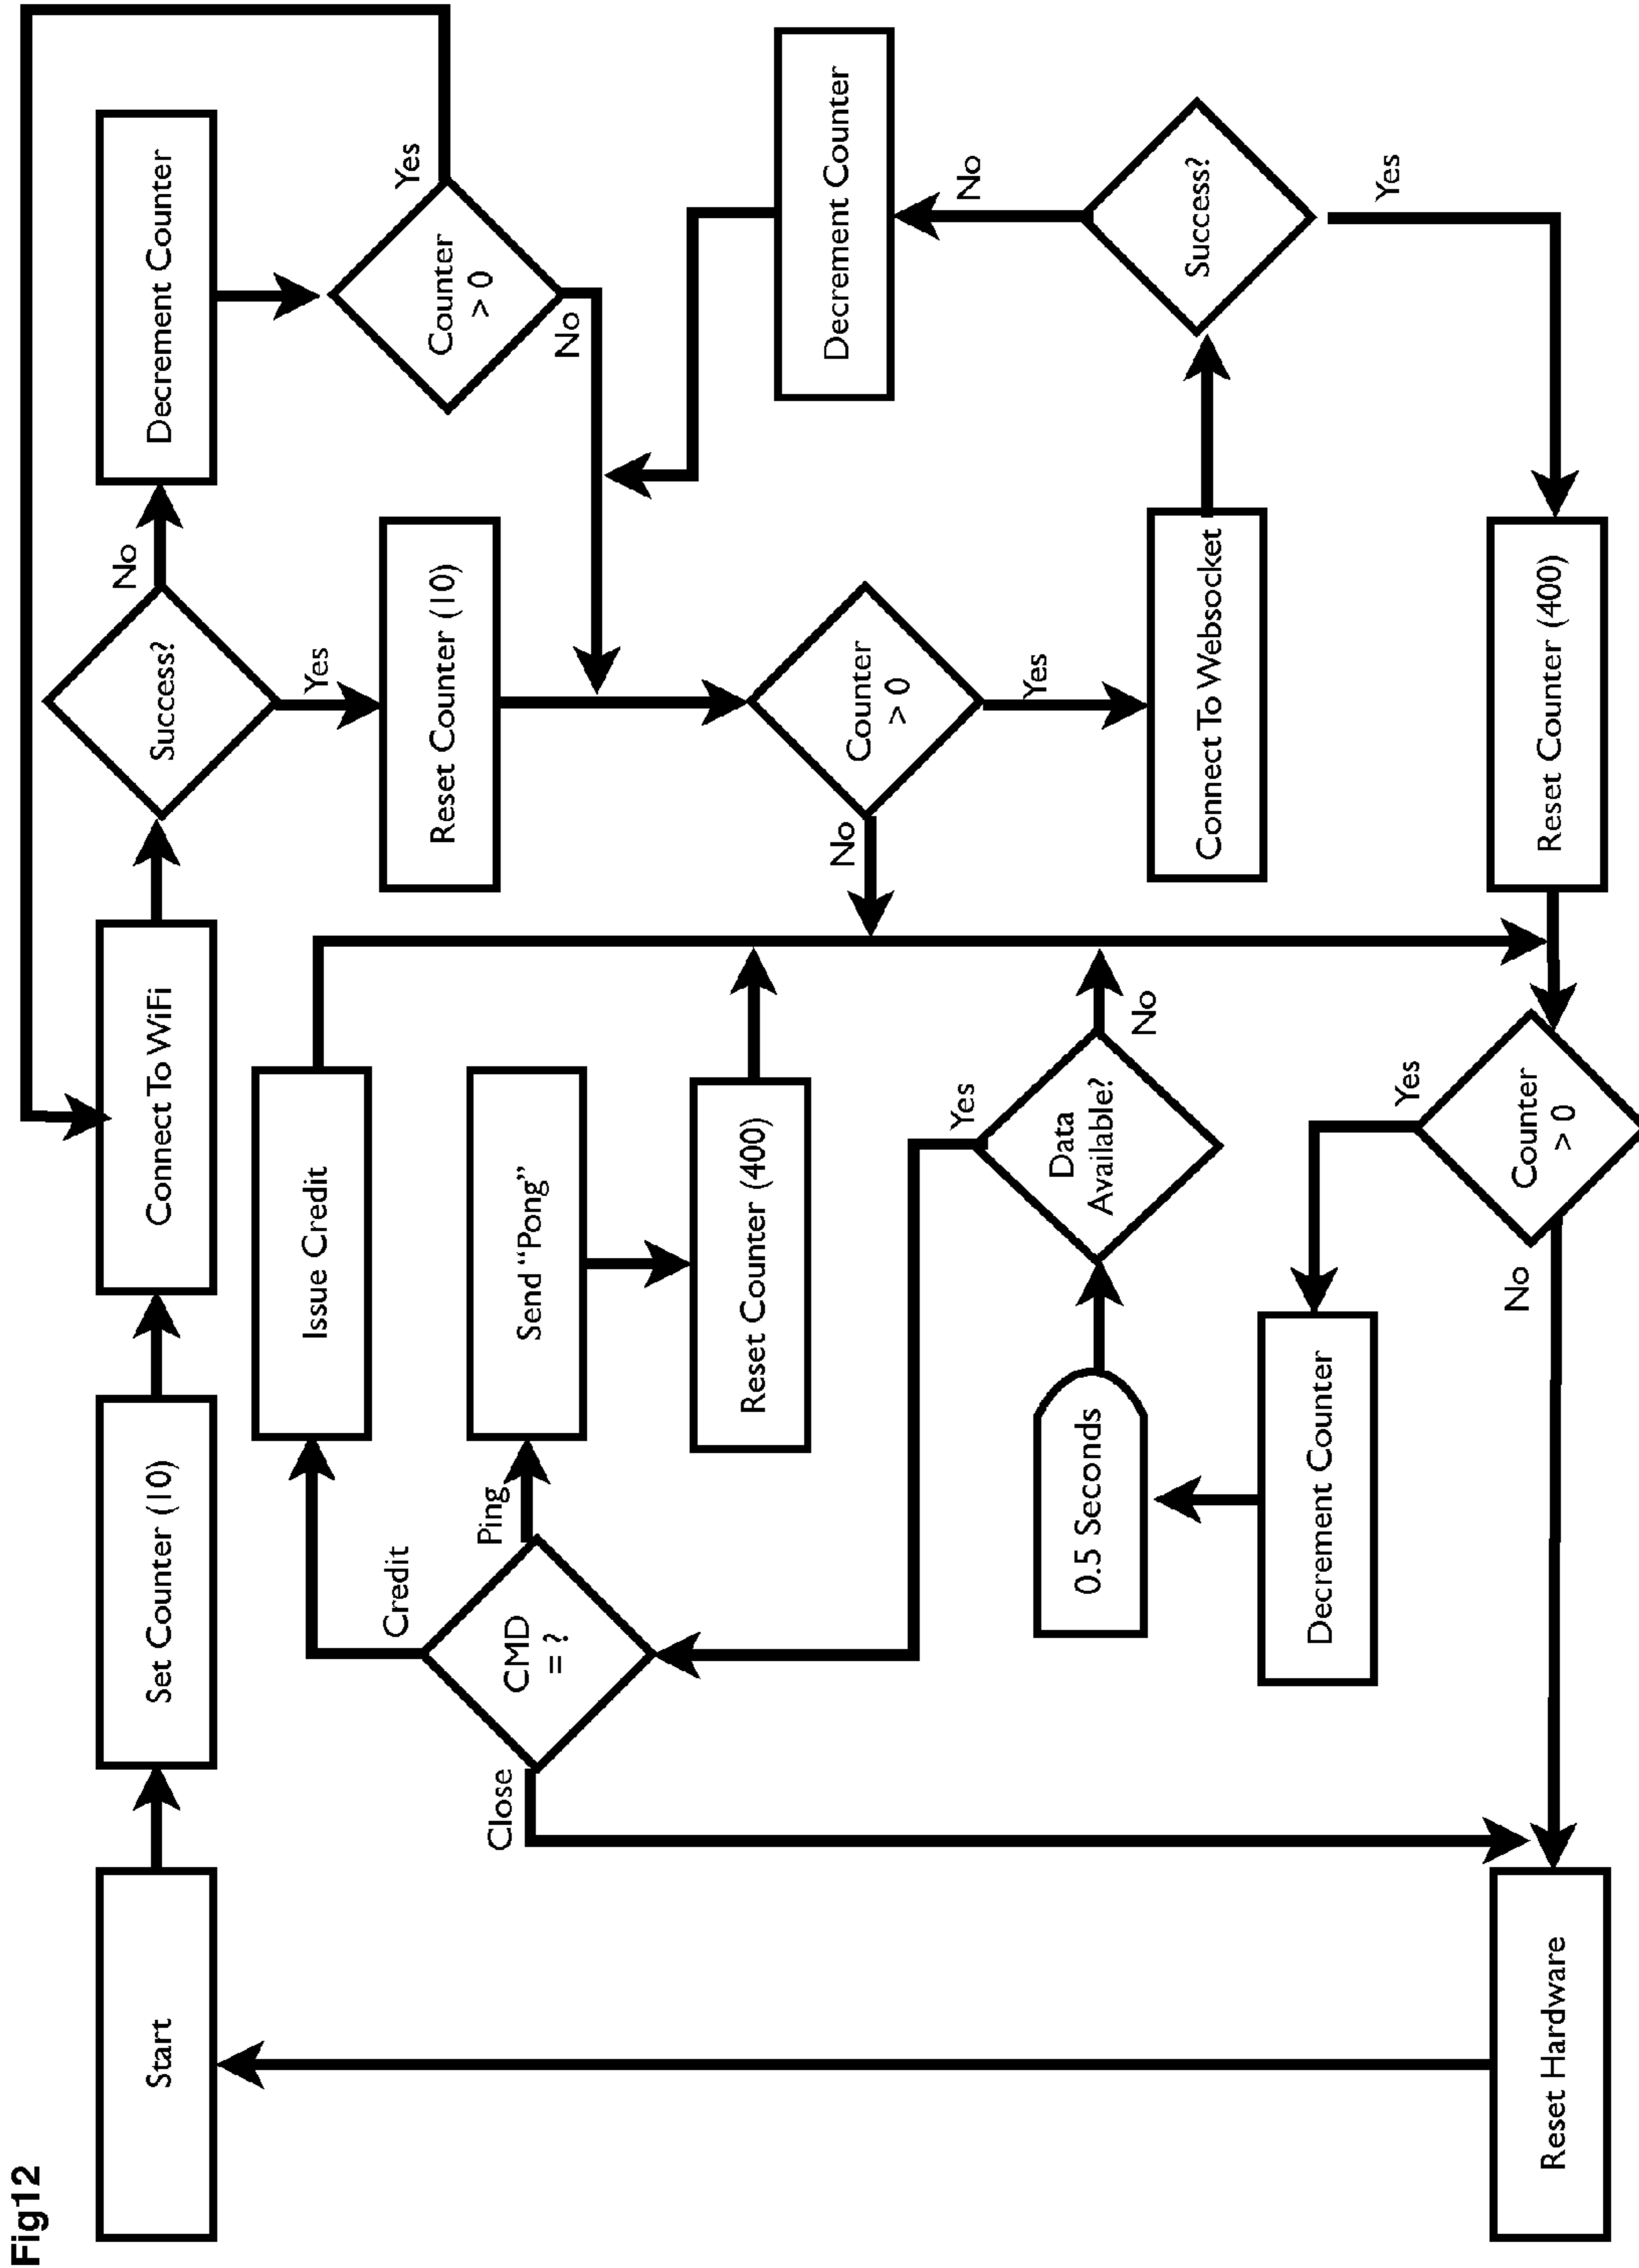 Fig12
Start
Set Counter (10)
Connect To WiFi
Success?
No
Decrement Counter
Yes
Counter
> 0
Yes
No
Reset Counter (10)
Issue Credit
Credit
CMD
= ?
Ping
Close
Send “Pong”
Reset Counter (400)
Counter
> 0
No
Yes
Decrement Counter
No
Connect To Websocket
Success?
Yes
Data
Available?
Yes
No
0.5 Seconds
Decrement Counter
Reset Counter (400)
Counter
> 0
Yes
No
Reset Hardware